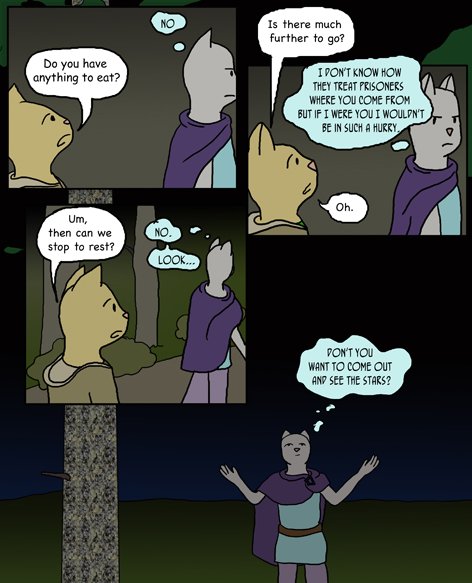 Do you have
anything to eat?
NO
Is there much
further to go?
I DON'T KNOW HOW
THEY TREAT PRISONERS
WHERE YOU COME FROM
BUT IF I WERE YOU I WOULDN'T
BE IN SUCH A HURRY.
Oh.
Um,
then can we
stop to rest?
NO.
LOOK...
DON'T YOU
WANT TO COME OUT
AND SEE THE STARS?